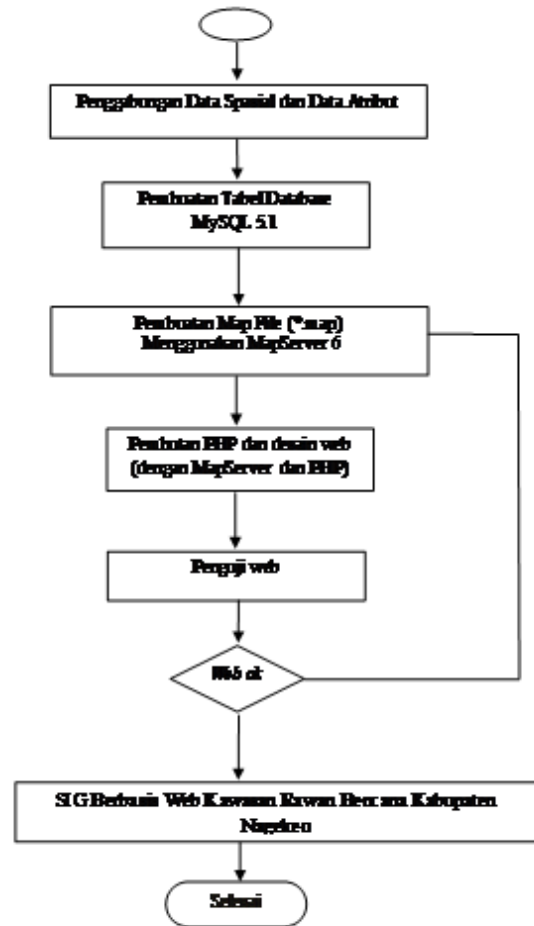 Penggabungan Data Spasial dan Data Atribut
Pembuatan Tabel Database
MySQL 5.1
Pembuatan Map File (*.map)
Menggunakan MapServer 6
Pembutan PHP dan desain web
(dengan MapServer dan PHP)
Penguji web
Web ok
SIG Berbasis Web Kawasan Rawan Bencana Kabupaten
Nagekeo
Selesai